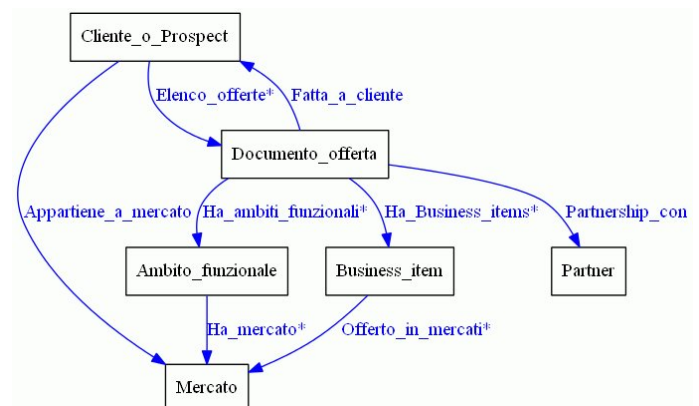 Cliente_o_Prospect
Elenco_offerte* Fatta_a_cliente
Documento_offerta
Appartiene_a_mercato Ha_ambiti_funzionali* Ha_Business_items* Partnership_con
Ambito_funzionale Business_item Partner
Ha_mercato* Offerto_in_mercati*
Mercato